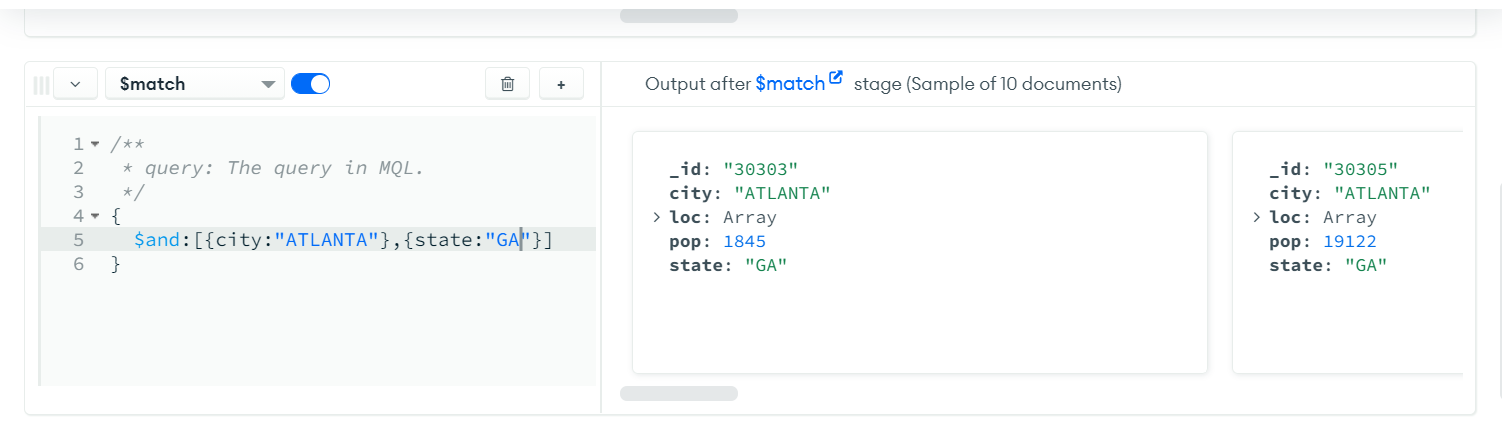 $match
+
Output after $match stage (Sample of 10 documents)
1 /**
2 * query: The query in MQL.
3 */
4 {
5 $and:[{city:"ATLANTA"},{state:"GA"}]
6 }
_id: "30303"
city: "ATLANTA"
loc: Array
pop: 1845
state: "GA"
_id: "30305"
city: "ATLANTA"
loc: Array
pop: 19122
state: "GA"